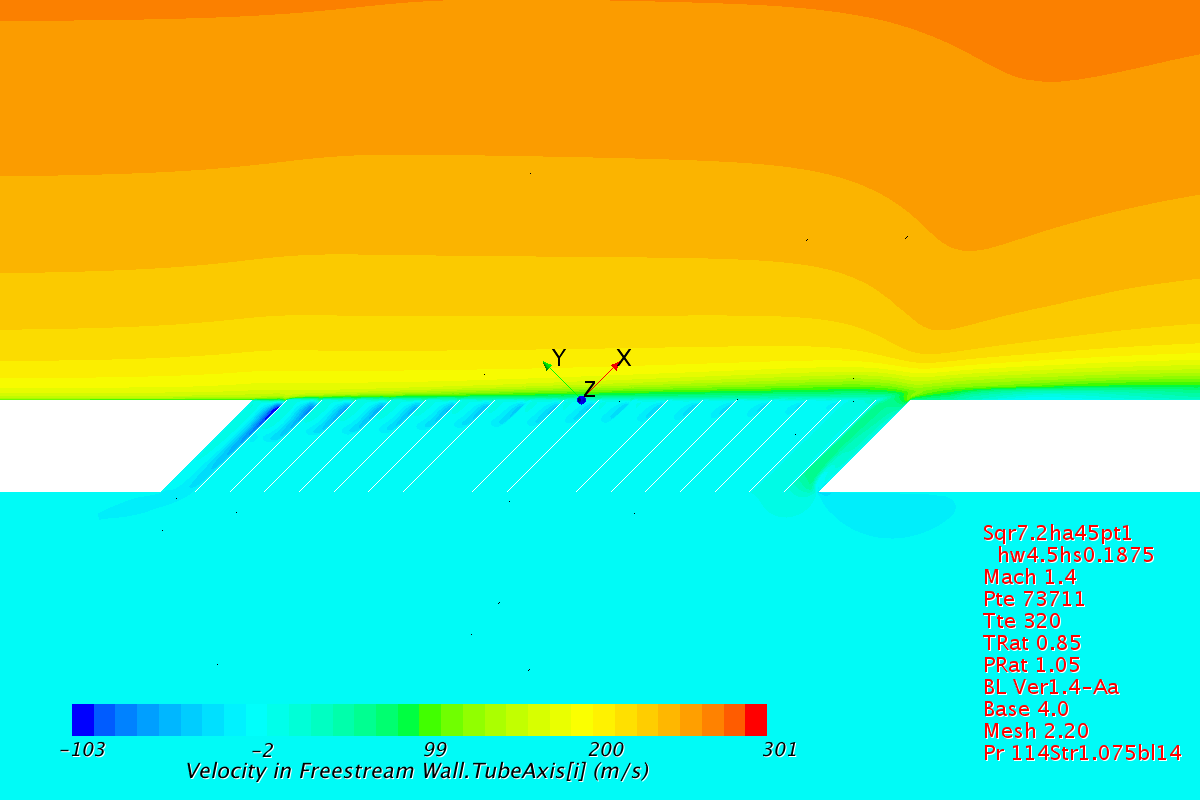 Y X
Z
Sqr7.2ha45pt1
hw4.5hs0.1875
Mach 1.4
Pte 73711
Tte 320
TRat 0.85
PRat 1.05
BL Ver1.4-Aa
Base 4.0
Mesh 2.20
Pr 114Str1.075bl14
-103 -2 99 200 301
Velocity in Freestream Wall.TubeAxis[i] (m/s)